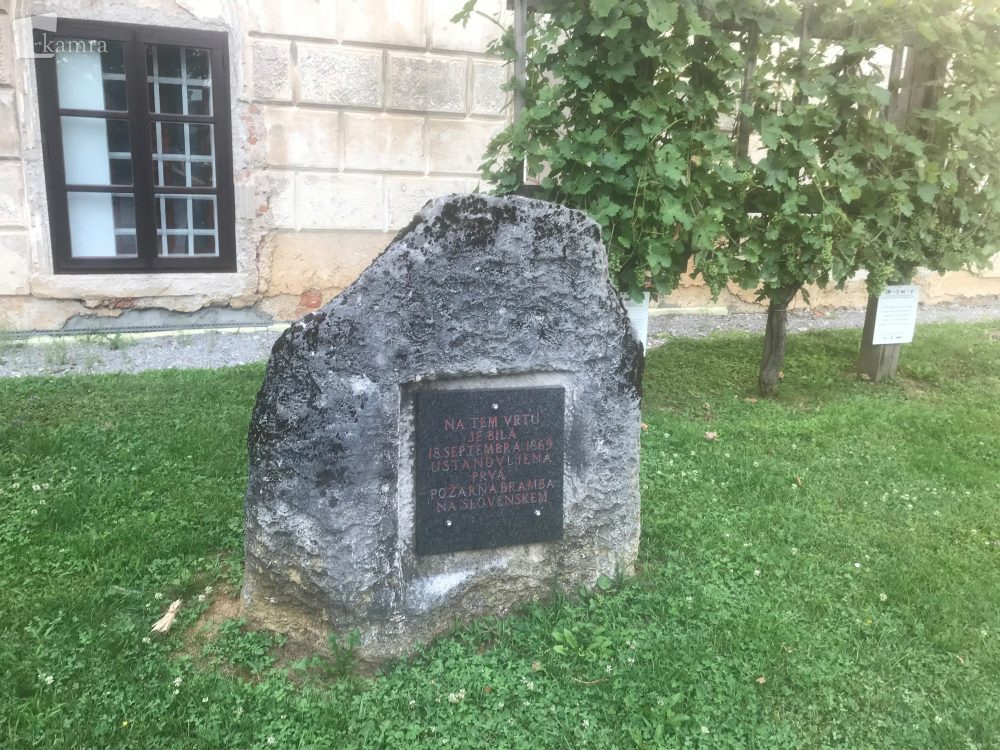 kamra
NA TEM VRTU
JE BILA
18. SEPTEMBRA 1869
USTANOVLJENA
PRVA
POŽARNA BRAMBA
NA SLOVENSKEM